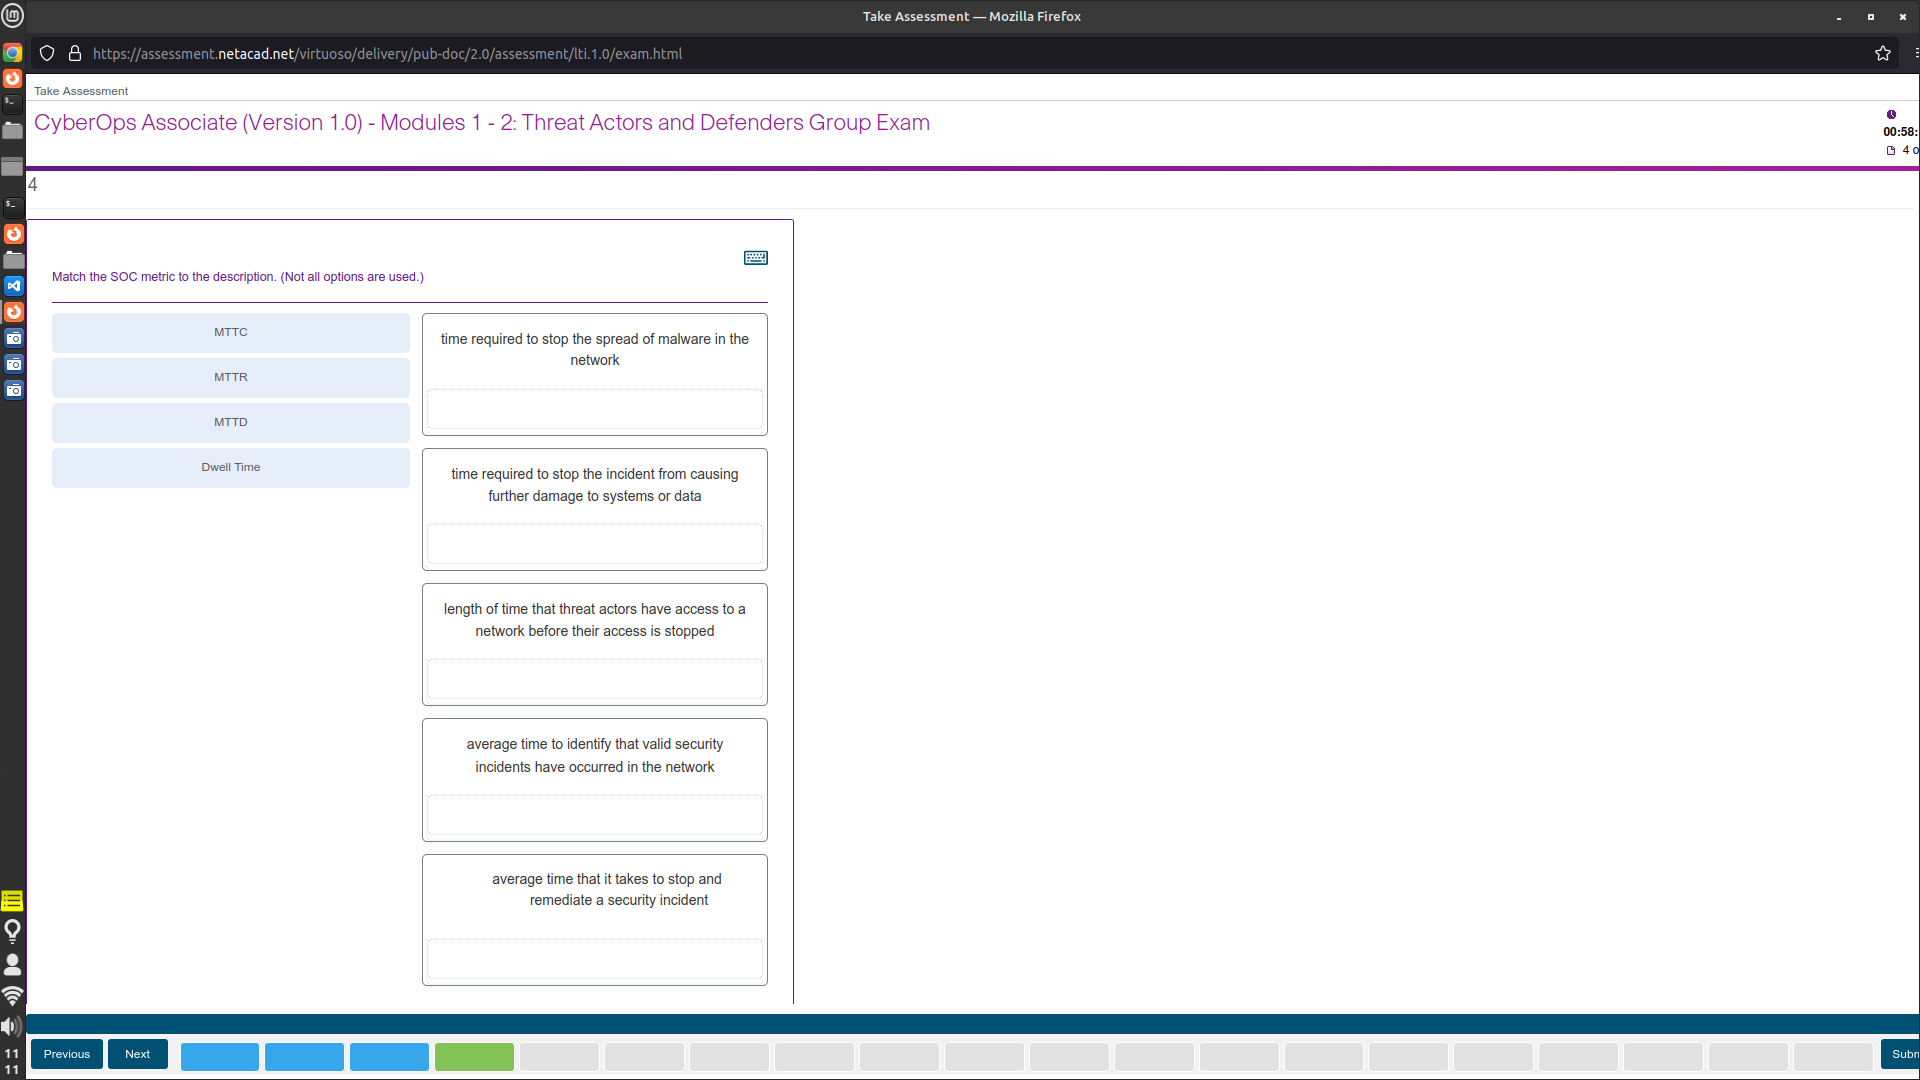 Take Assessment — Mozilla Firefox
https://assessment.netacad.net/virtuoso/delivery/pub-doc/2.0/assessment/lti.1.0/exam.html
Take Assessment
CyberOps Associate (Version 1.0) - Modules 1 - 2: Threat Actors and Defenders Group Exam
00:58:
4 o
4
Match the SOC metric to the description. (Not all options are used.)
MTTC
MTTR
MTTD
Dwell Time
time required to stop the spread of malware in the
network
time required to stop the incident from causing
further damage to systems or data
length of time that threat actors have access to a
network before their access is stopped
average time to identify that valid security
incidents have occurred in the network
average time that it takes to stop and
remediate a security incident
Previous
Next
Subm
11
11